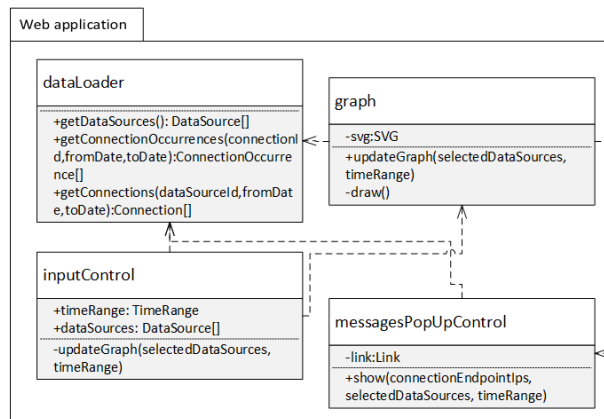 Web application
dataLoader
+getDataSources(): DataSource[]
+getConnectionOccurrences(connectionI
d,fromDate,toDate):ConnectionOccurre
nce[]
+getConnections(dataSourceId,fromDat
e,toDate):Connection[]
graph
-svg:SVG
+updateGraph(selectedDataSources,
timeRange)
-draw()
inputControl
+timeRange: TimeRange
+dataSources: DataSource[]
-updateGraph(selectedDataSources,
timeRange)
messagesPopUpControl
-link:Link
+show(connectionEndpointIps,
selectedDataSources, timeRange)